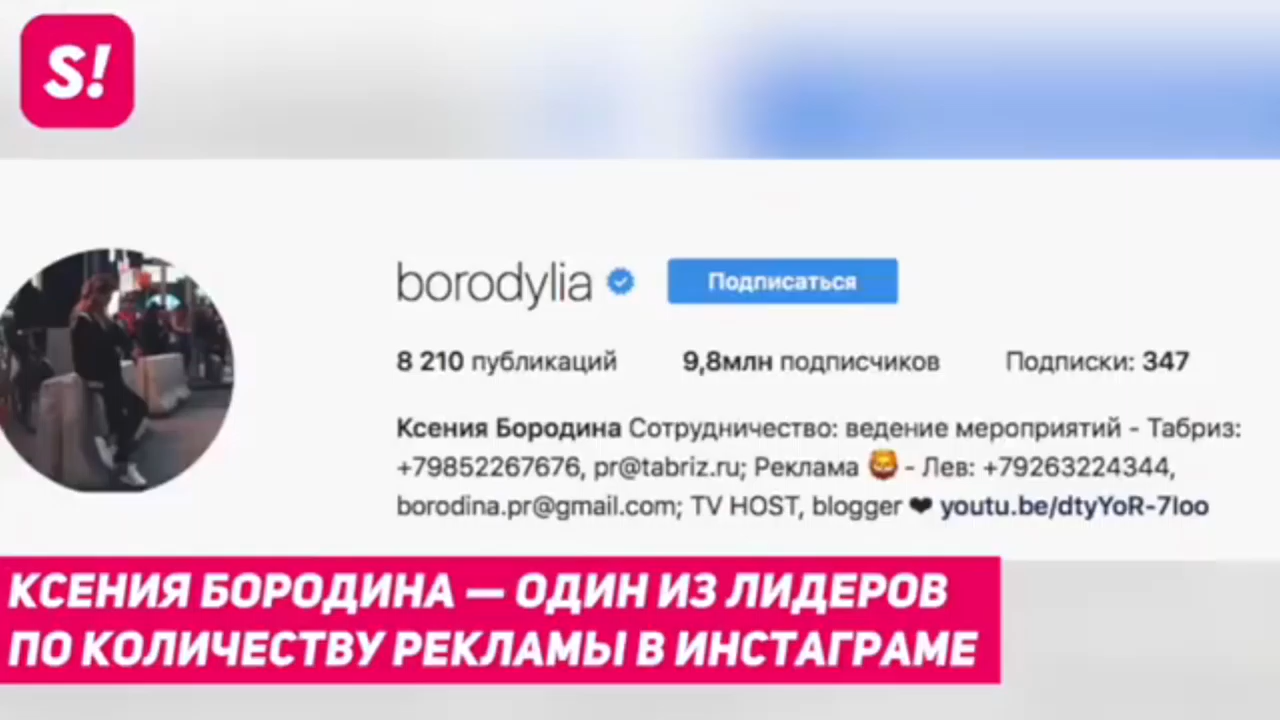 S!
borodylia
Подписаться
8 210 публикаций 9,8млн подписчиков Подписки: 347
Ксения Бородина Сотрудничество: ведение мероприятий - Табриз:
+79852267676, pr@tabriz.ru; Реклама 🦁 - Лев: +79263224344,
borodina.pr@gmail.com; TV HOST, blogger ❤ youtu.be/dtyYoR-7loo
КСЕНИЯ БОРОДИНА — ОДИН ИЗ ЛИДЕРОВ
ПО КОЛИЧЕСТВУ РЕКЛАМЫ В ИНСТАГРАМЕ